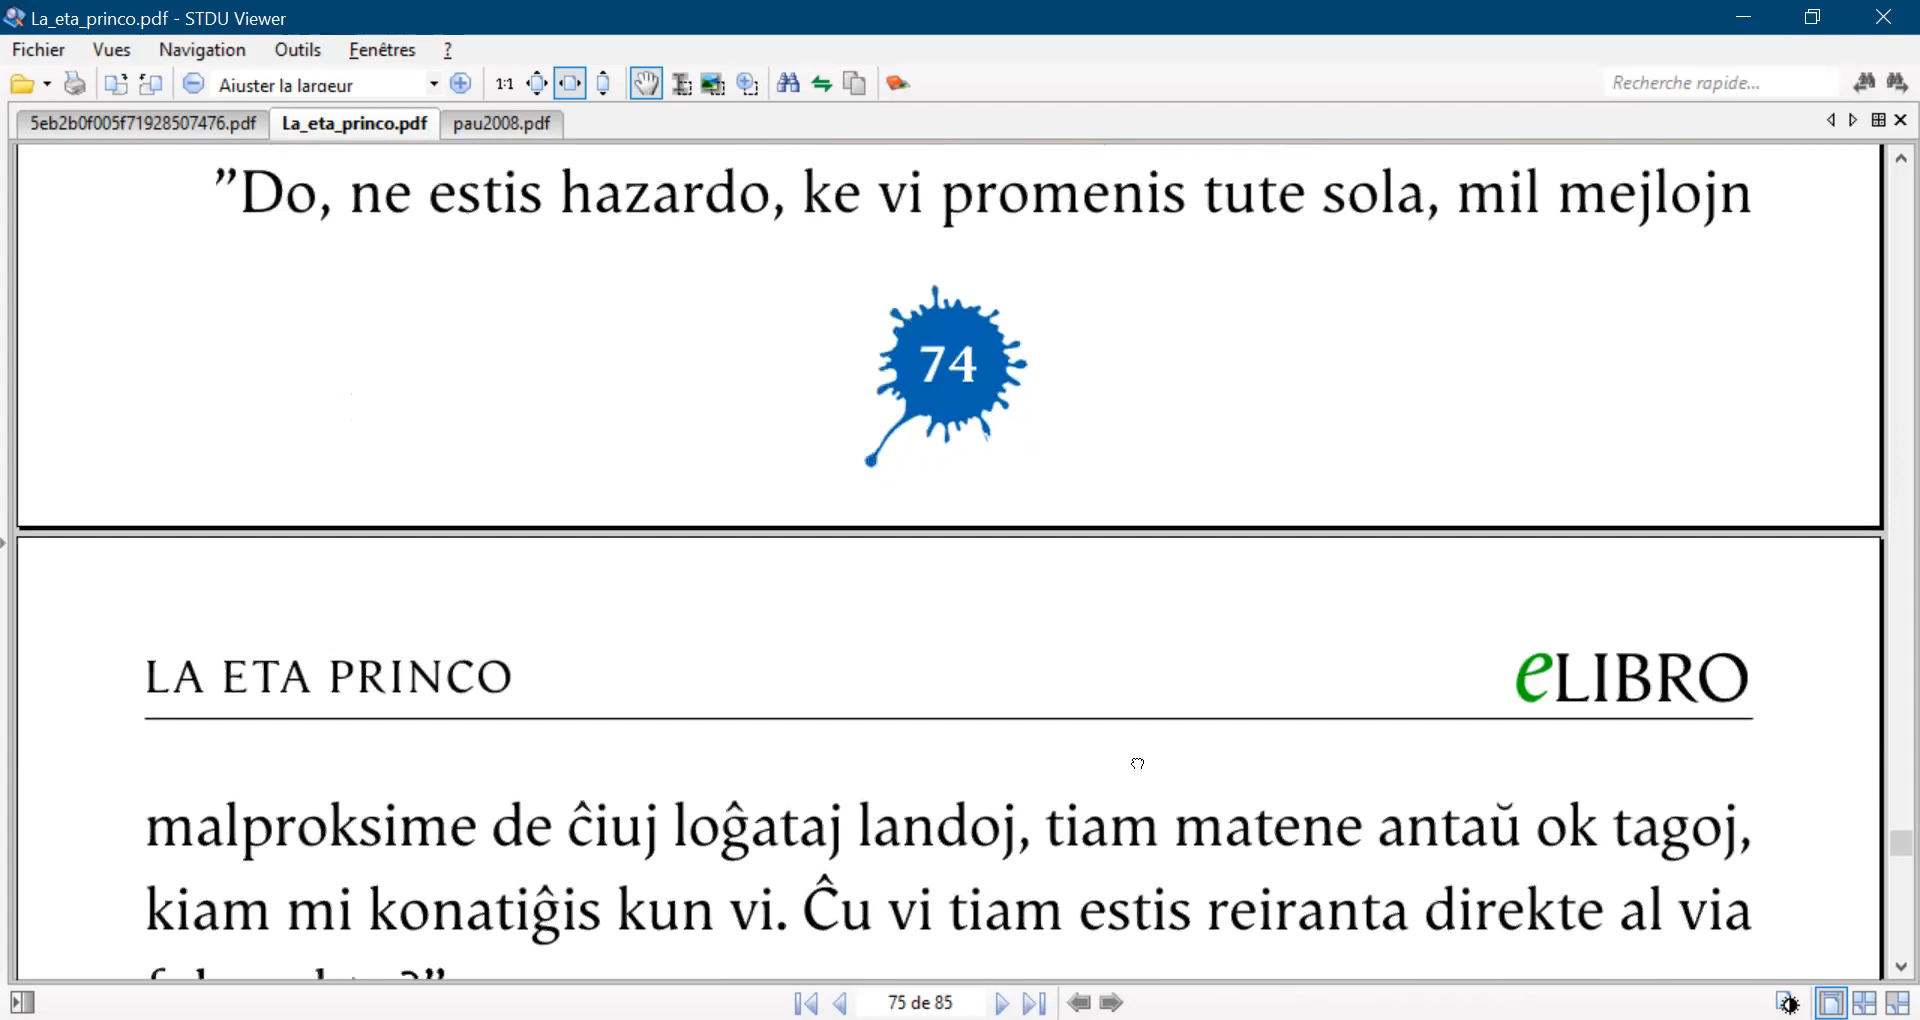 La_eta_princo.pdf - STDU Viewer
Fichier Vues Navigation Outils Fenêtres ?
Aiuster la largeur 1:1 Recherche rapide...
5eb2b0f005f71928507476.pdf La_eta_princo.pdf pau2008.pdf
”Do, ne estis hazardo, ke vi promenis tute sola, mil mejlojn
74
LA ETA PRINCO eLIBRO
malproksime de ĉiuj loĝataj landoj, tiam matene antaŭ ok tagoj,
kiam mi konatiĝis kun vi. Ĉu vi tiam estis reiranta direkte al via
75 de 85